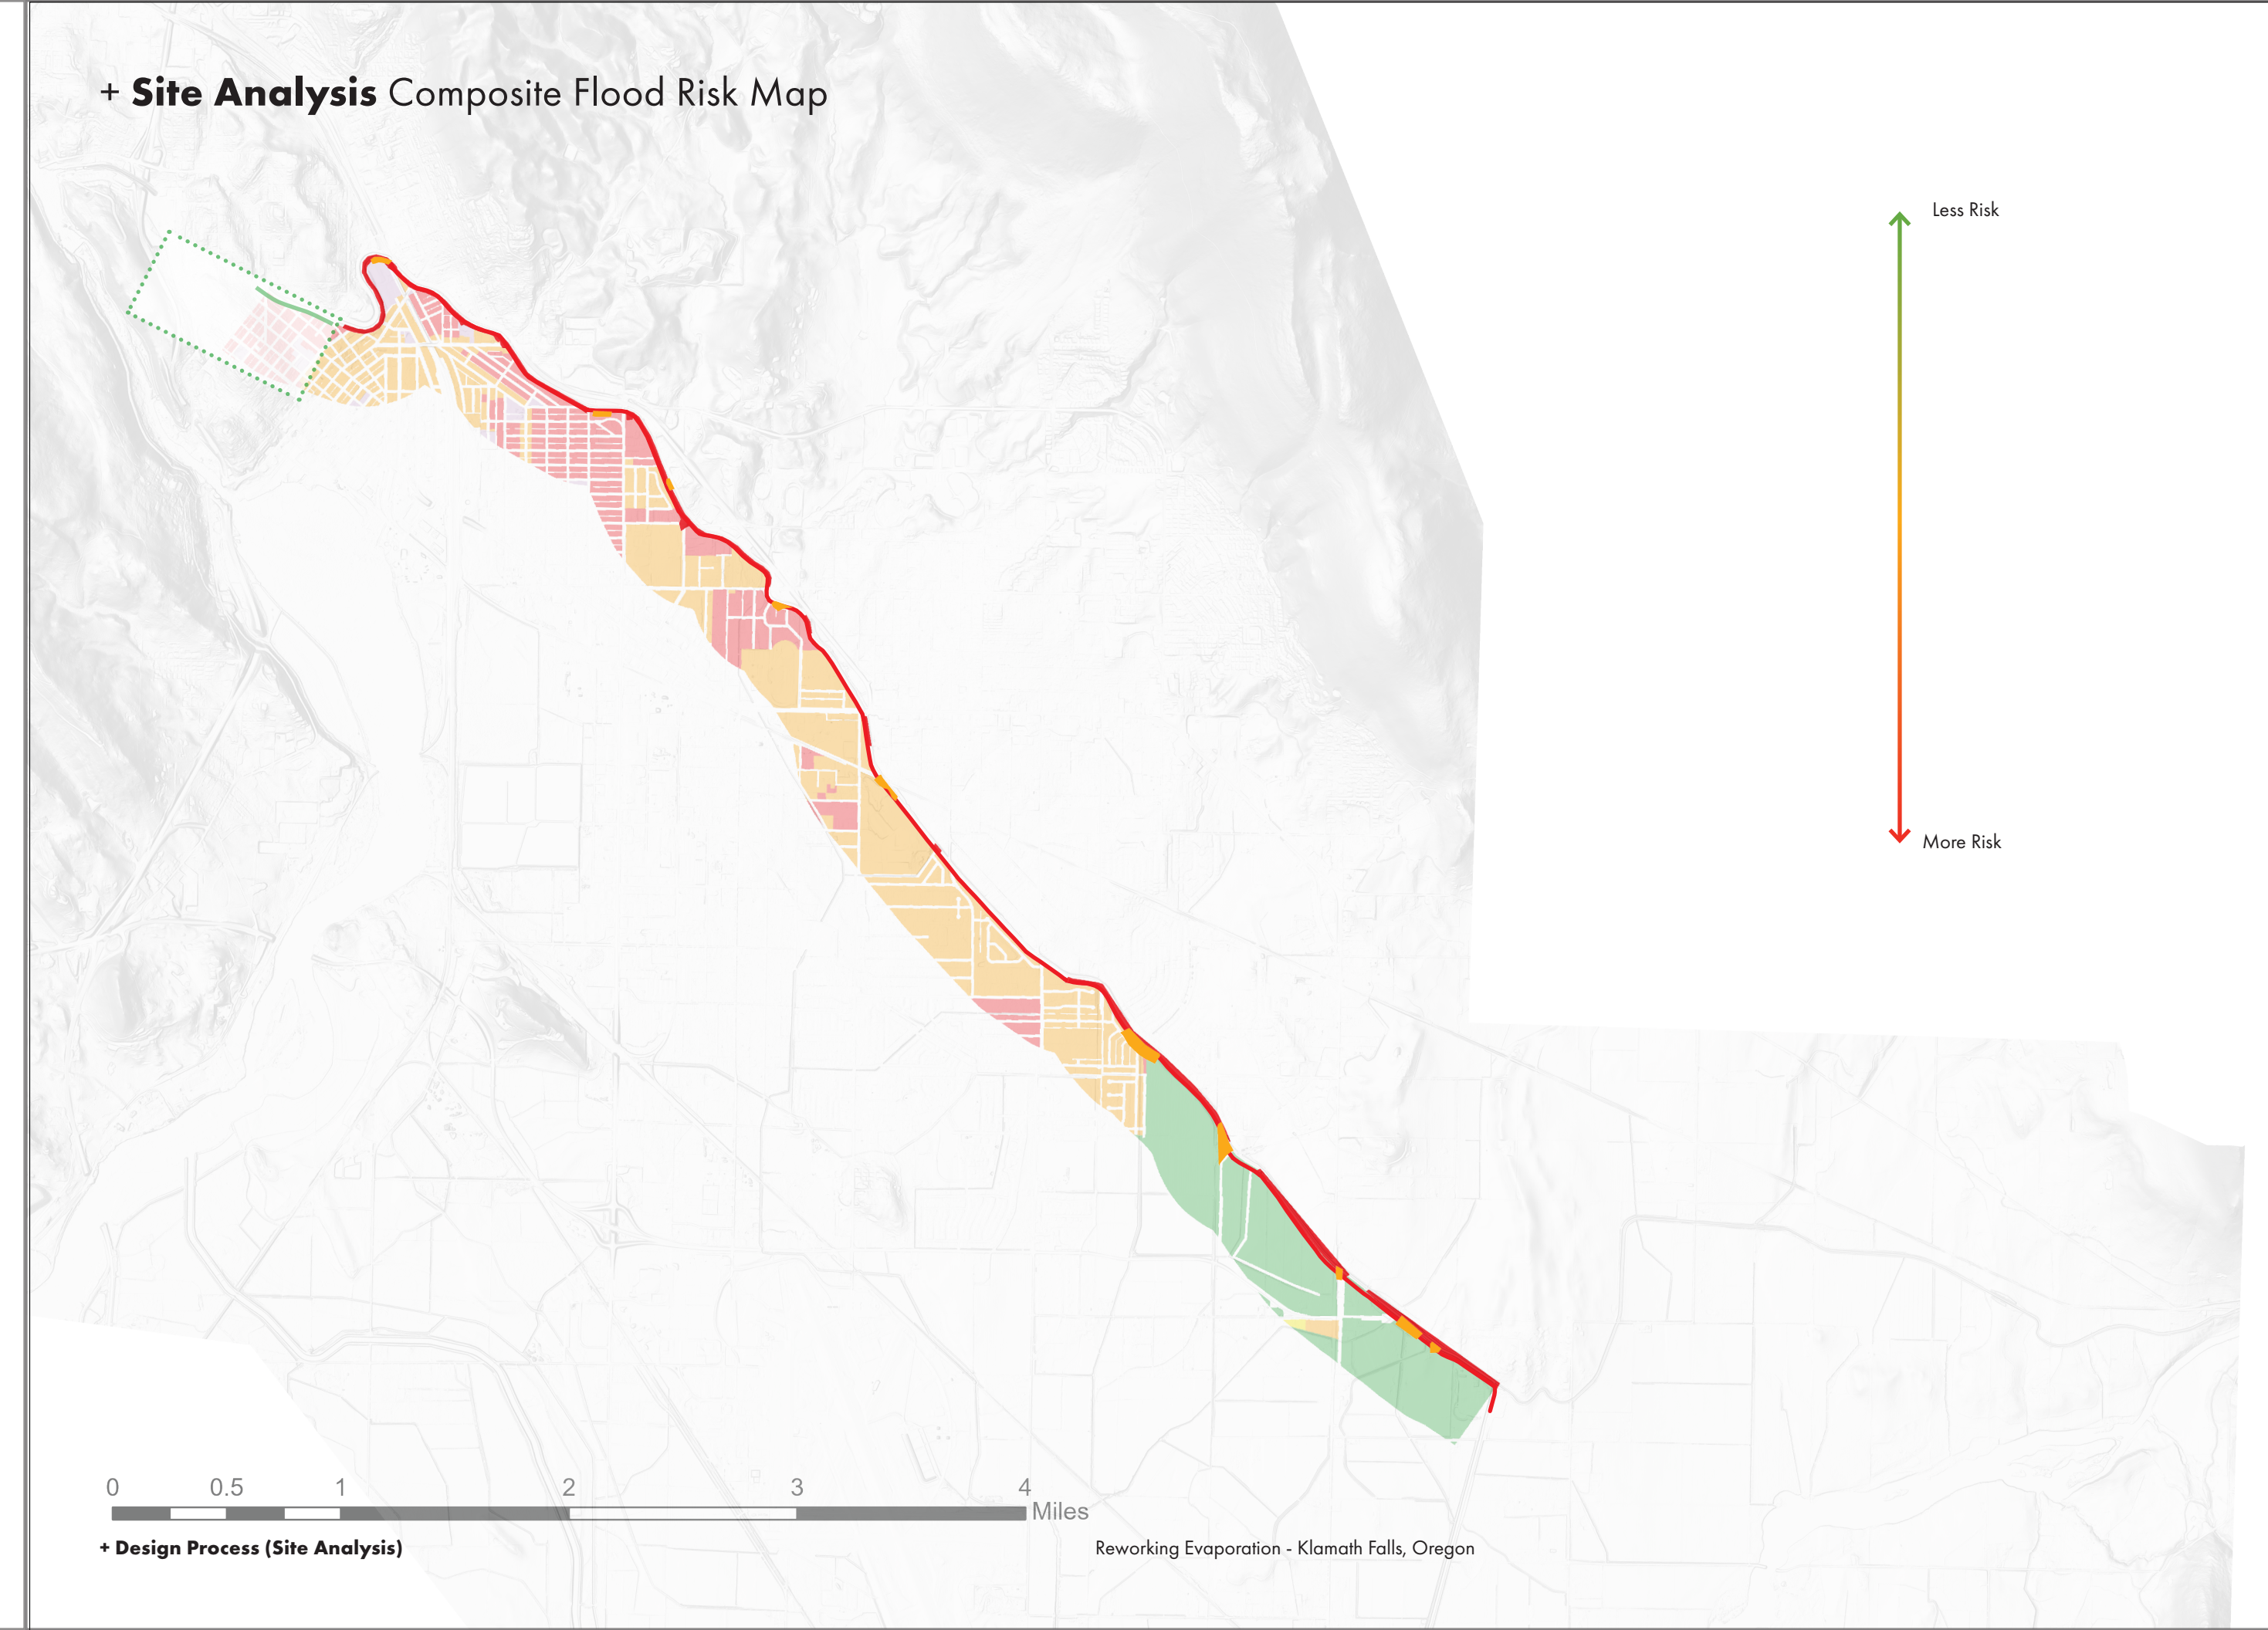 + Site Analysis Composite Flood Risk Map
Less Risk
More Risk
0 0.5 1 2 3 4
Miles
+ Design Process (Site Analysis)
Reworking Evaporation - Klamath Falls, Oregon